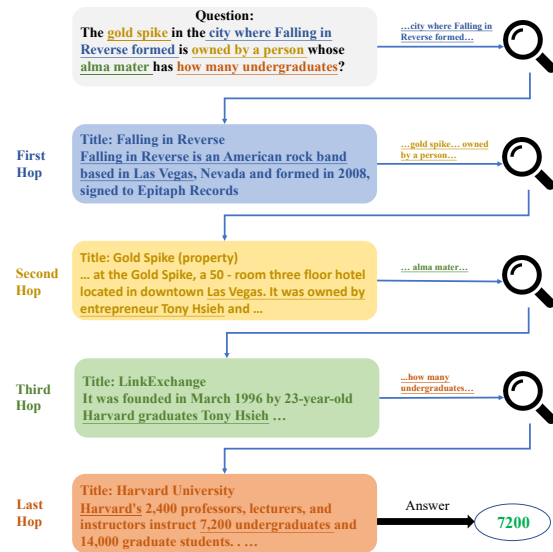 Question:
The gold spike in the city where Falling in
Reverse formed is owned by a person whose
alma mater has how many undergraduates?
...city where Falling in
Reverse formed...
First
Hop
Title: Falling in Reverse
Falling in Reverse is an American rock band
based in Las Vegas, Nevada and formed in 2008,
signed to Epitaph Records
...gold spike... owned
by a person...
Second
Hop
Title: Gold Spike (property)
... at the Gold Spike, a 50 - room three floor hotel
located in downtown Las Vegas. It was owned by
entrepreneur Tony Hsieh and ...
... alma mater...
Third
Hop
Title: LinkExchange
It was founded in March 1996 by 23-year-old
Harvard graduates Tony Hsieh ...
...how many
undergraduates...
Last
Hop
Title: Harvard University
Harvard's 2,400 professors, lecturers, and
instructors instruct 7,200 undergraduates and
14,000 graduate students. . ...
Answer
7200